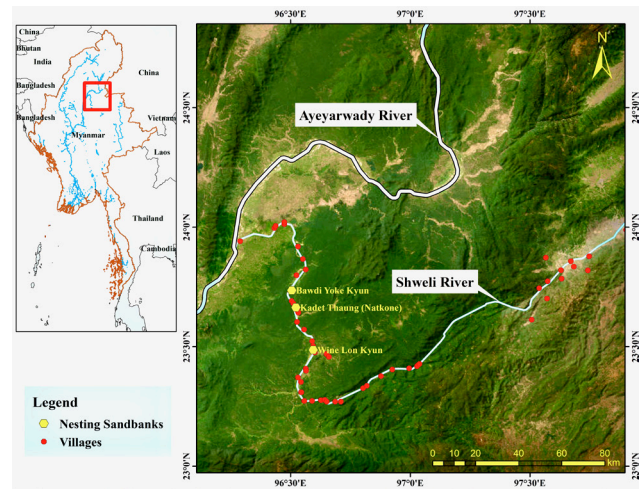 China
Bhutan
India
China
Bangladesh
Bangladesh
Myanmar
Vietnam
Laos
Thailand
Cambodia
Legend
Nesting Sandbanks
Villages
96°30'E
97°0'E
97°30'E
N
24°30'N
24°0'N
23°30'N
23°0'N
Ayeyarwady River
Shweli River
Bawdi Yoke Kyun
Kadet Thaung (Natkone)
Wine Lon Kyun
0 5 10 20 40 60 80
km
24°30'N
24°0'N
23°30'N
23°0'N
96°30'E
97°0'E
97°30'E